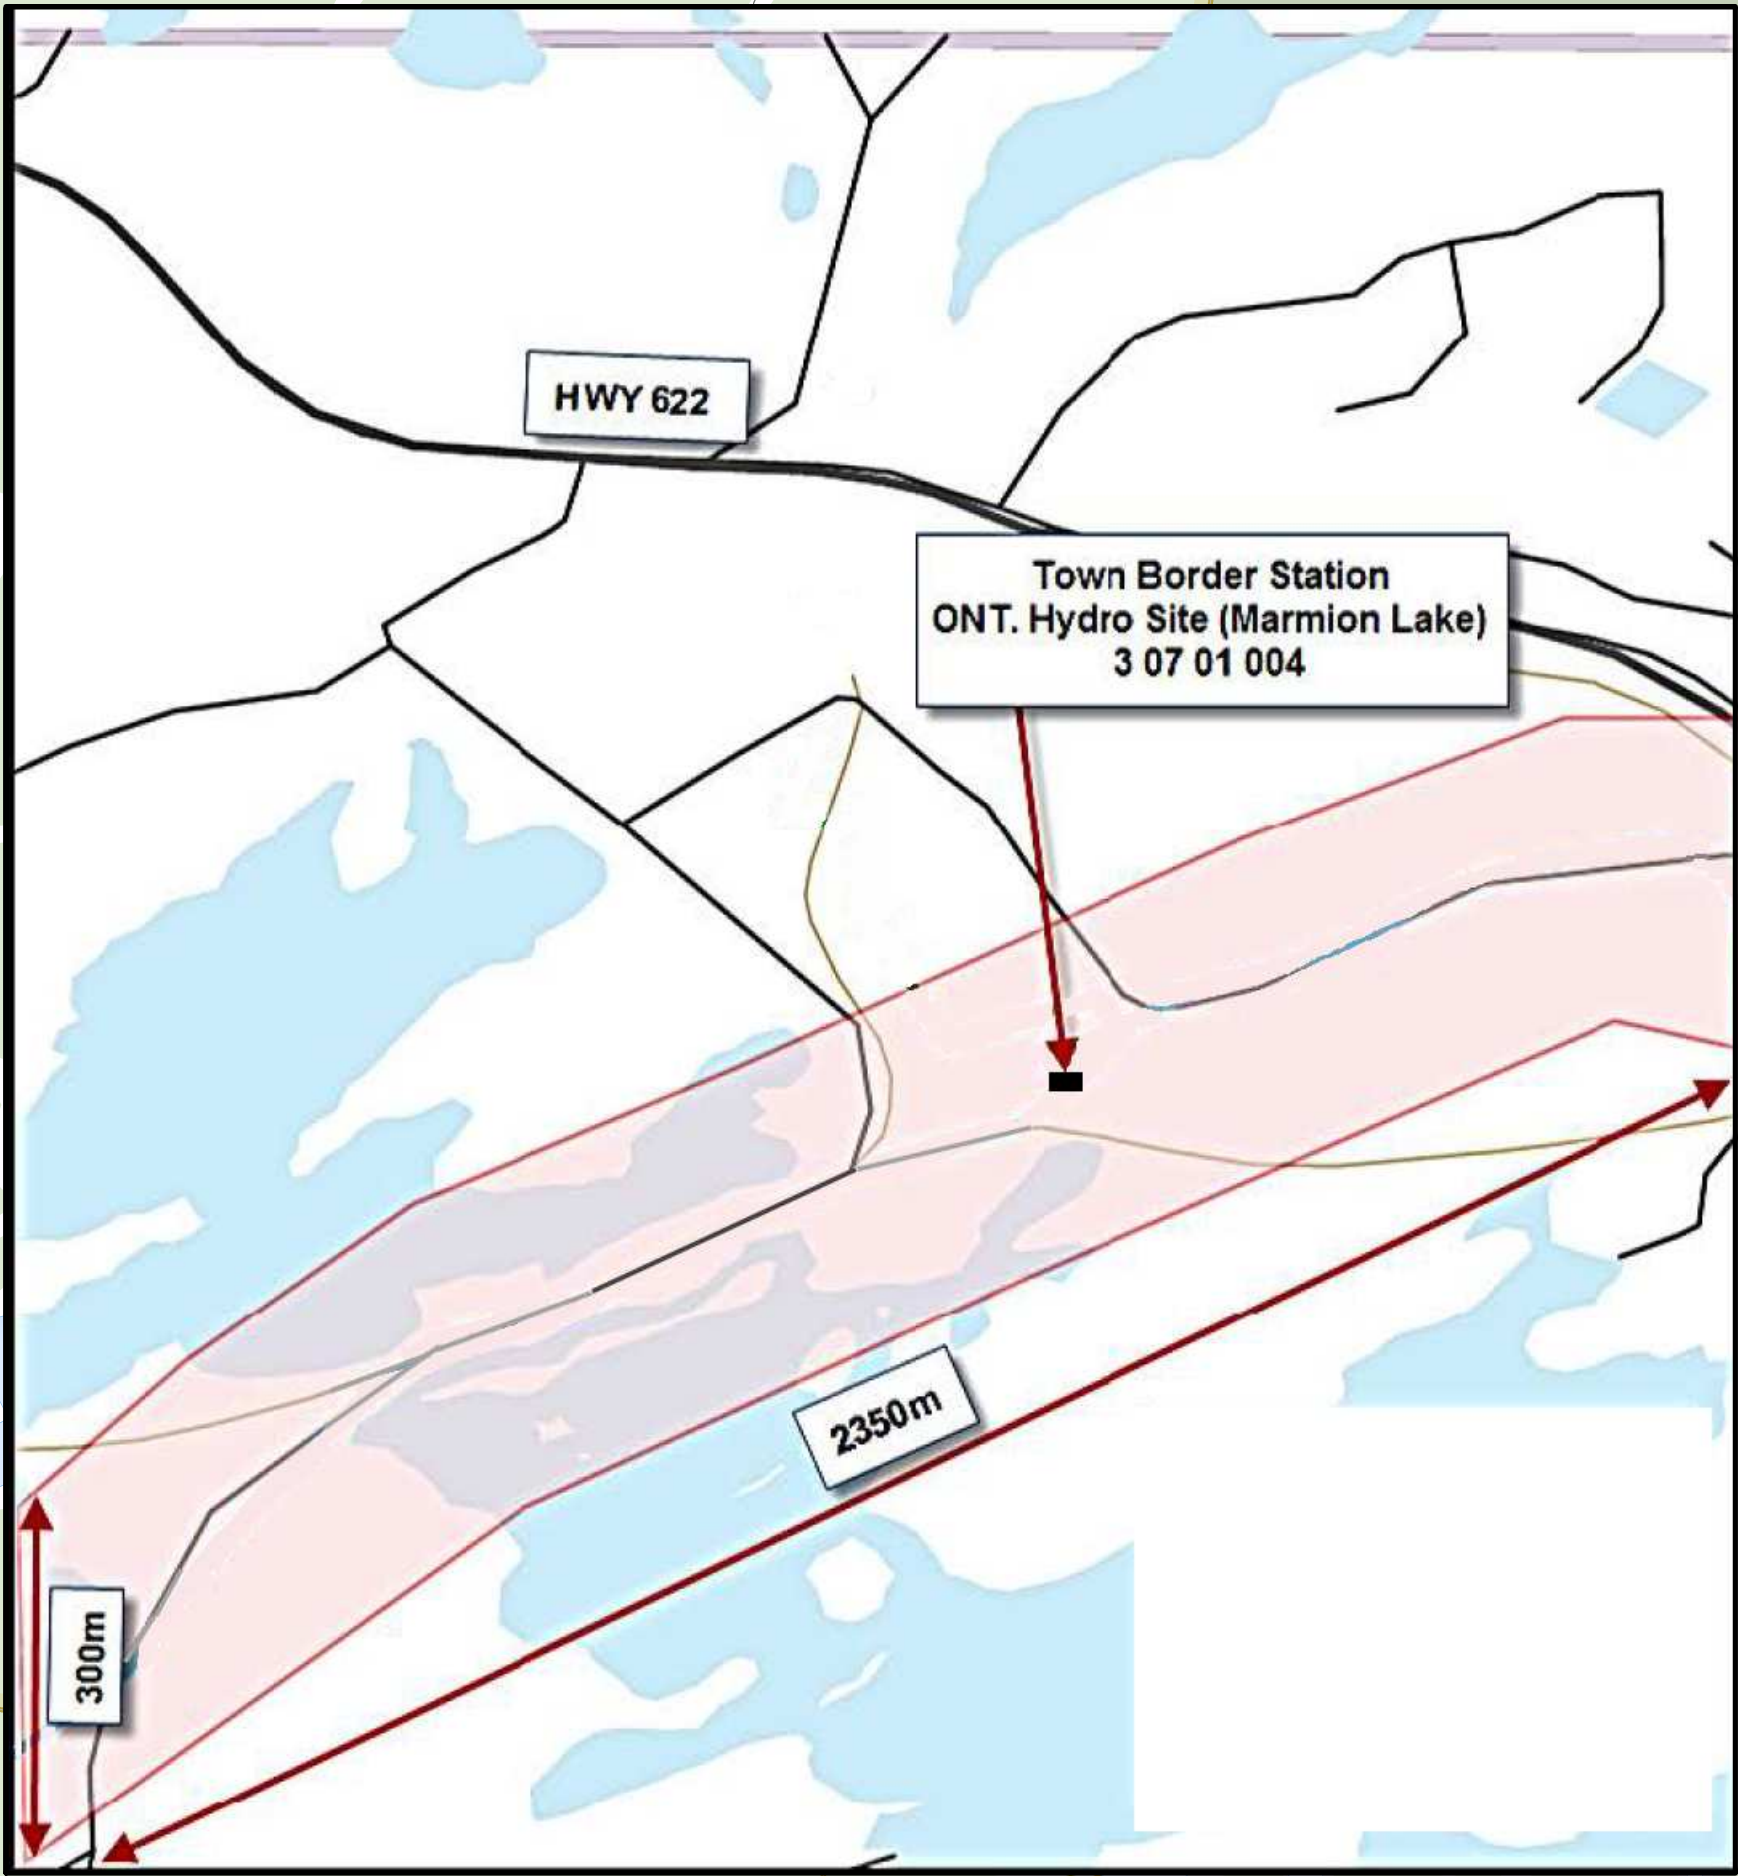 HWY 622
Town Border Station
ONT. Hydro Site (Marmion Lake)
3 07 01 004
2350m
300m